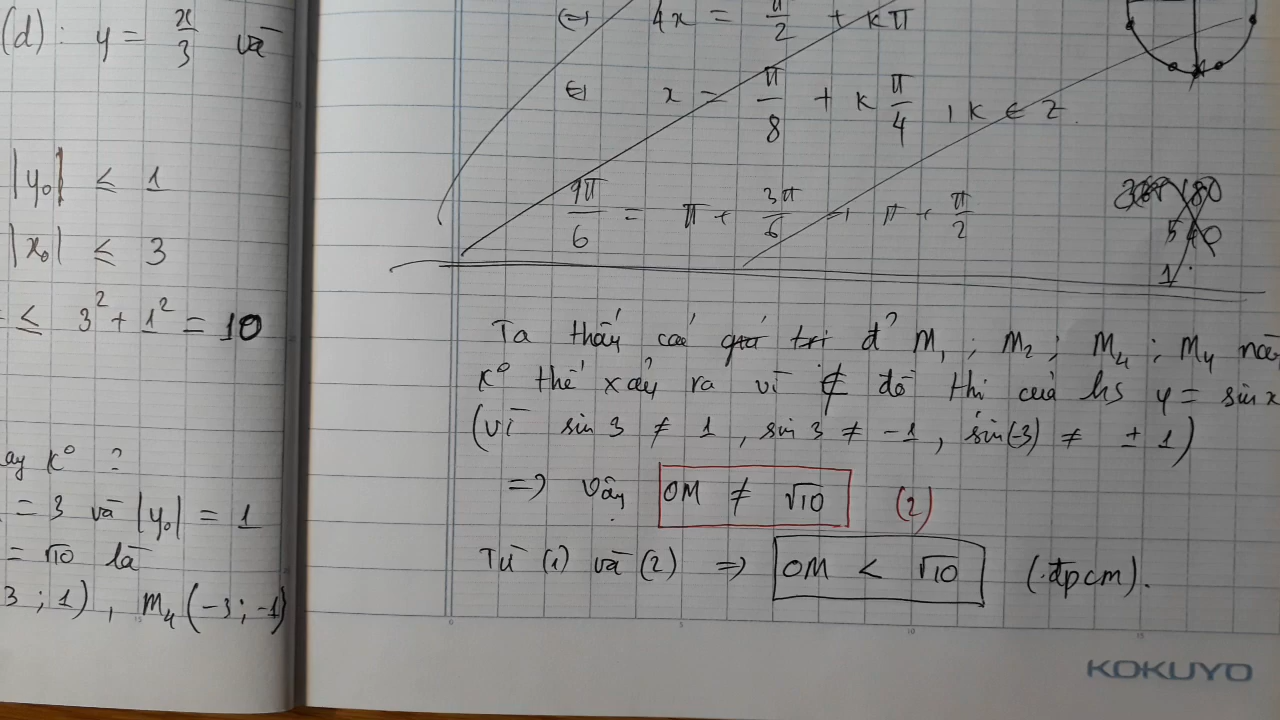 (d): y = x/3 và
|y₀| ≤ 1
|x₀| ≤ 3
≤ 3² + 1² = 10
ay k° ?
= 3 và |y₀| = 1
= √10 là
3 ; 1) , M₄(-3; -1)
⇔ 4x = π/2 + kπ
⇔ x = π/8 + k π/4 , k ∈ Z.
9π/6 = π + 3π/6 = π + π/2
Ta thấy các giá trị đ' M₁ ; M₂ ; M₄ ; M₄ này
k° thể xảy ra vì ∉ đồ thị của hs y = sin x
(vì sin 3 ≠ 1 , sin 3 ≠ -1 , sin(-3) ≠ ± 1)
=> Vậy OM ≠ √10 (2)
Từ (1) và (2) => OM < √10 (đpcm).
KOKUYO